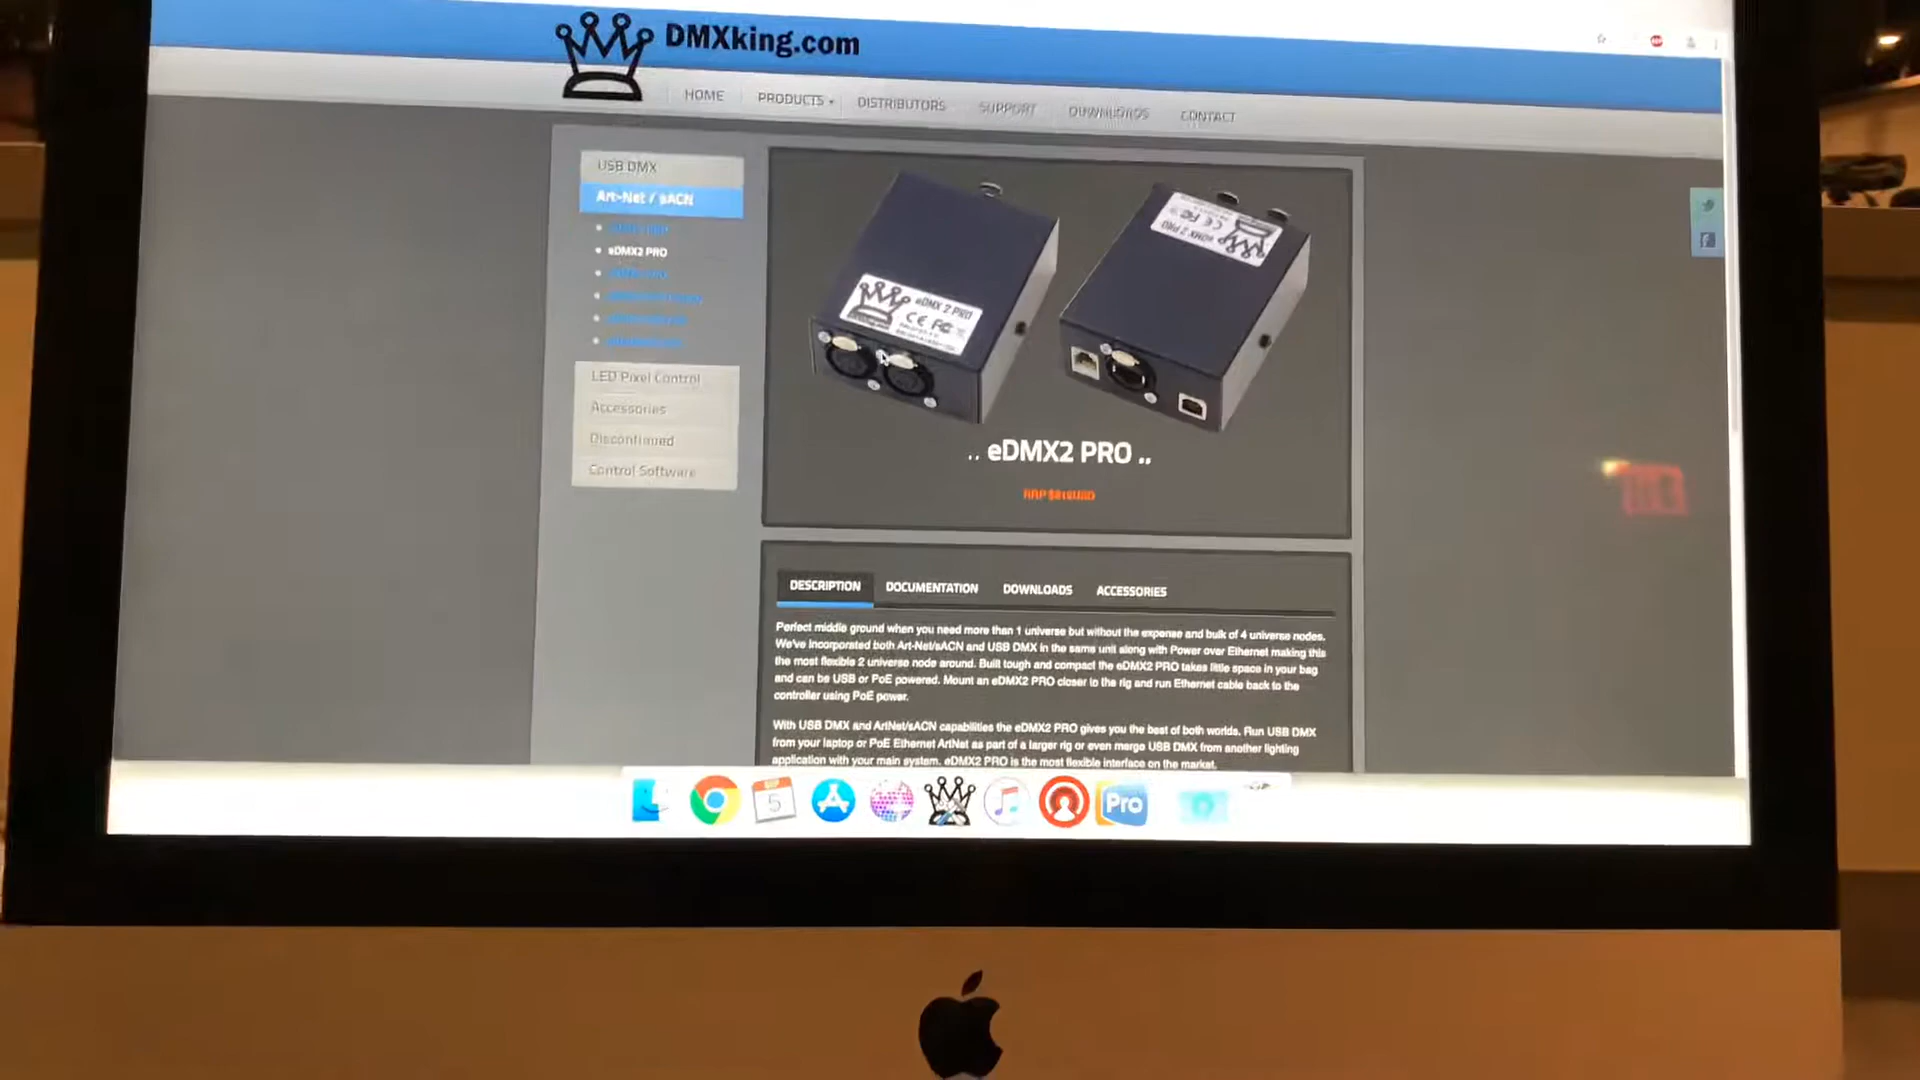 DMXking.com
HOME PRODUCTS DISTRIBUTORS SUPPORT DOWNLOADS CONTACT
USB DMX
Art-Net / sACN
eDMX2 PRO
LED Pixel Control
Accessories
Discontinued
Control Software
eDMX 2 PRO
CE FC
eDMX 2 PRO
CE FC
.. eDMX2 PRO ..
DESCRIPTION DOCUMENTATION DOWNLOADS ACCESSORIES
Perfect middle ground when you need more than 1 universe but without the expense and bulk of 4 universe nodes.
We've incorporated both Art-Net/sACN and USB DMX in the same unit along with Power over Ethernet making this
the most flexible 2 universe node around. Built tough and compact the eDMX2 PRO takes little space in your bag
and can be USB or PoE powered. Mount an eDMX2 PRO closer to the rig and run Ethernet cable back to the
controller using PoE power.
With USB DMX and ArtNet/sACN capabilities the eDMX2 PRO gives you the best of both worlds. Run USB DMX
from your laptop or PoE Ethernet ArtNet as part of a larger rig or even merge USB DMX from another lighting
application with your main system. eDMX2 PRO is the most flexible interface on the market.
5
Pro